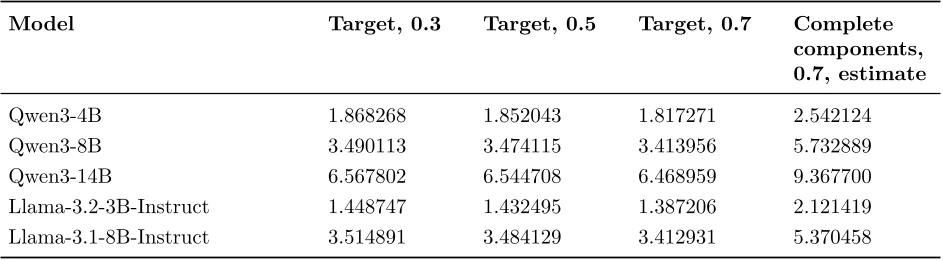 Model Target, 0.3 Target, 0.5 Target, 0.7 Complete
components,
0.7, estimate
Qwen3-4B 1.868268 1.852043 1.817271 2.542124
Qwen3-8B 3.490113 3.474115 3.413956 5.732889
Qwen3-14B 6.567802 6.544708 6.468959 9.367700
Llama-3.2-3B-Instruct 1.448747 1.432495 1.387206 2.121419
Llama-3.1-8B-Instruct 3.514891 3.484129 3.412931 5.370458